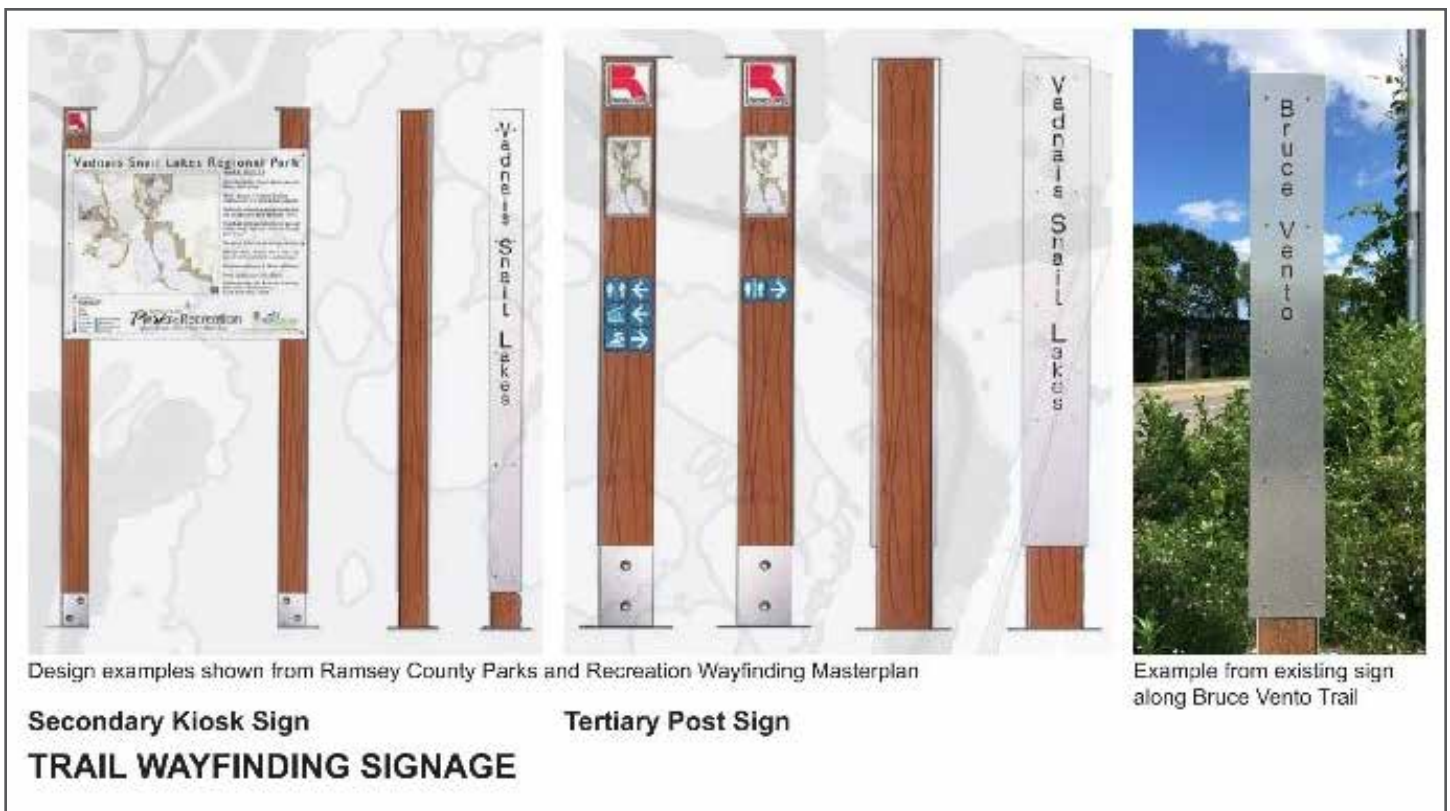 Vadnais Snail Lakes Regional Park
Parks & Recreation
Vadnais Snail Lakes
Vadnais Snail Lakes
Bruce Vento
Design examples shown from Ramsey County Parks and Recreation Wayfinding Masterplan
Example from existing sign
along Bruce Vento Trail
Secondary Kiosk Sign
Tertiary Post Sign
TRAIL WAYFINDING SIGNAGE